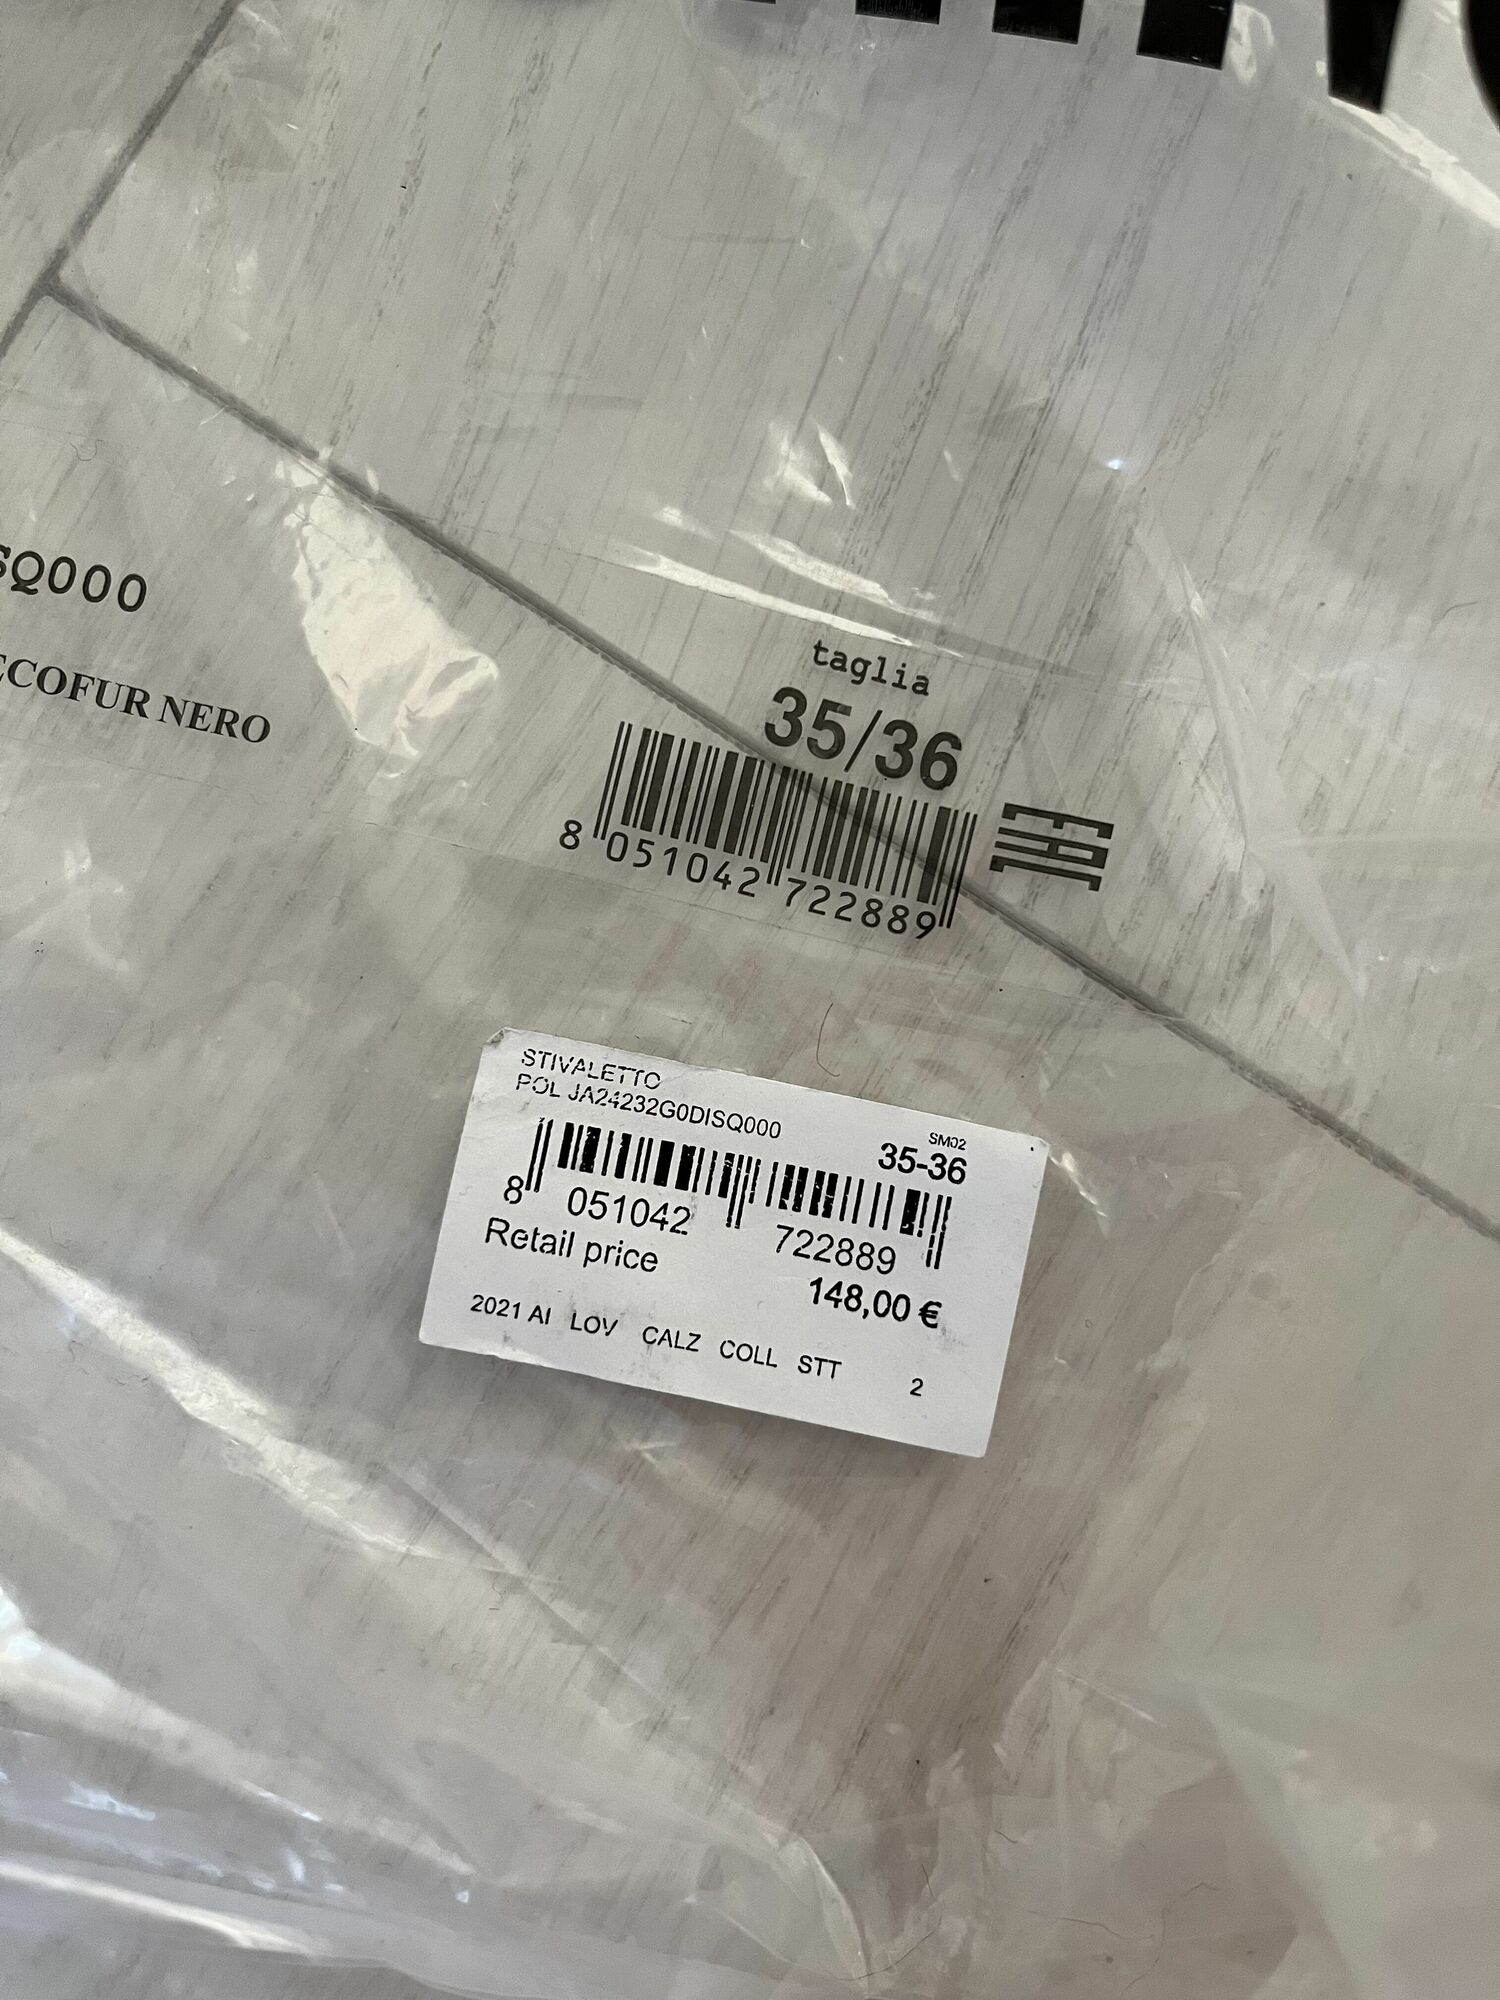 SQ000
ECOFUR NERO
taglia
35/36
8 051042 722889
STIVALETTO
POL JA24232G0DISQ000
SM02
35-36
8 051042 722889
Retail price
148,00 €
2021 AI LOV CALZ COLL STT 2